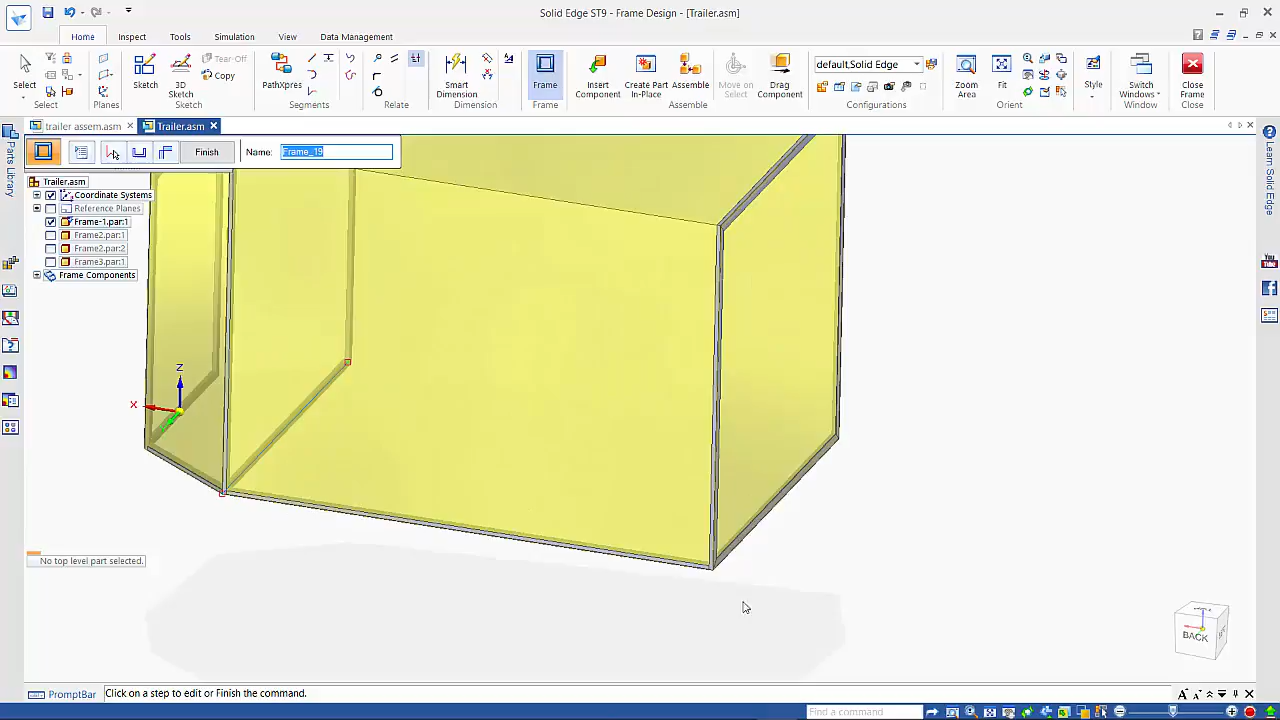 Solid Edge ST9 - Frame Design - [Trailer.asm]
Home Inspect Tools Simulation View Data Management
Select
Select
Planes
Sketch
3D Sketch
Tear-Off
Copy
Sketch
PathXpres
Segments
Relate
Smart Dimension
Dimension
Frame
Frame
Insert Component
Create Part In-Place
Assemble
Move on Select
Drag Component
Assemble
default,Solid Edge
Configurations
Zoom Area
Fit
Orient
Style
Style
Switch Windows
Window
Close Frame
Close
trailer assem.asm
Trailer.asm
Finish
Name: Frame_19
Parts Library
Learn Solid Edge
You
Tube
Trailer.asm
Coordinate Systems
Reference Planes
Frame-1.par:1
Frame2.par:1
Frame2.par:2
Frame3.par:1
Frame Components
Z
X
No top level part selected.
BACK
PromptBar
Click on a step to edit or Finish the command.
Find a command